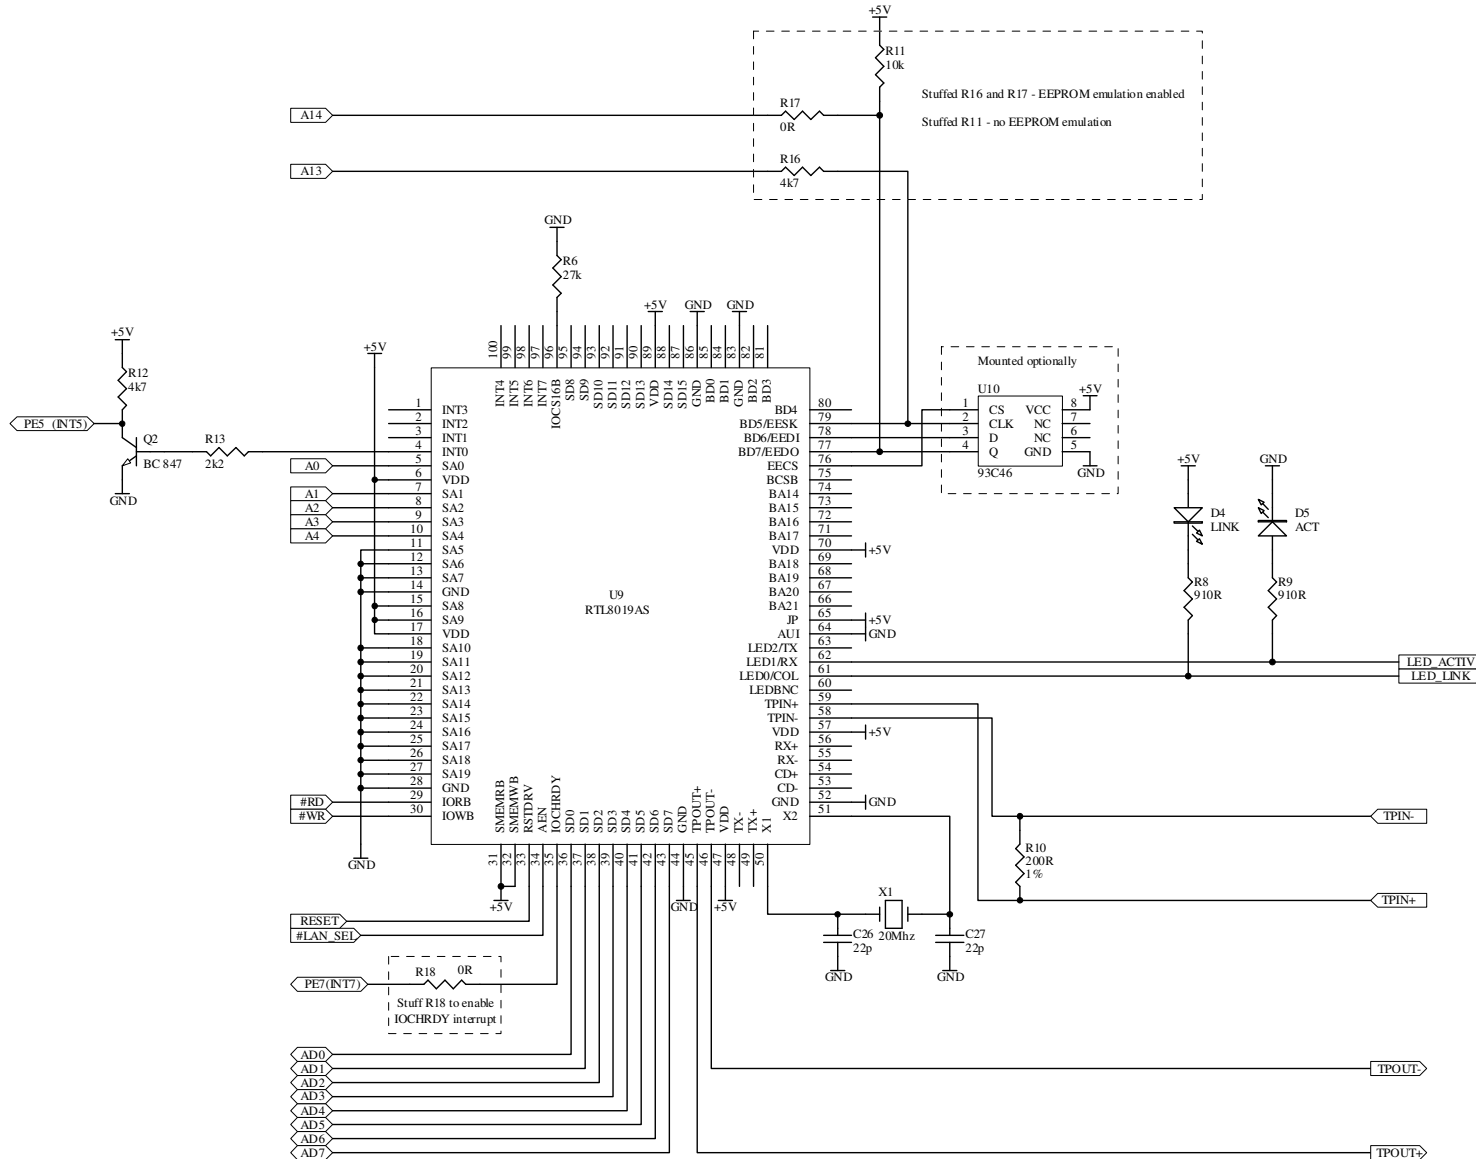 +5V
R11
10k
Stuffed R16 and R17 - EEPROM emulation enabled
Stuffed R11 - no EEPROM emulation
A14
R17
0R
A13
R16
4k7
GND
R6
27k
+5V
GND
GND
100
99
98
97
96
95
94
93
92
91
90
89
88
87
86
85
84
83
82
81
INT4
INT5
INT6
INT7
IOCS16B
SD8
SD9
SD10
SD11
SD12
SD13
VDD
SD14
SD15
GND
BD0
BD1
GND
BD2
BD3
+5V
R12
4k7
PE5 (INT5)
Q2
BC 847
GND
R13
2k2
+5V
A0
A1
A2
A3
A4
1 INT3
2 INT2
3 INT1
4 INT0
5 SA0
6 VDD
7 SA1
8 SA2
9 SA3
10 SA4
11 SA5
12 SA6
13 SA7
14 GND
15 SA8
16 SA9
17 VDD
18 SA10
19 SA11
20 SA12
21 SA13
22 SA14
23 SA15
24 SA16
25 SA17
26 SA18
27 SA19
28 GND
29 IORB
30 IOWB
#RD
#WR
GND
U9
RTL8019AS
BD4 80
BD5/EESK 79
BD6/EEDI 78
BD7/EEDO 77
EECS 76
BCSB 75
BA14 74
BA15 73
BA16 72
BA17 71
VDD 70 +5V
BA18 69
BA19 68
BA20 67
BA21 66
JP 65 +5V
AUI 64 GND
LED2/TX 63
LED1/RX 62
LED0/COL 61
LEDBNC 60
TPIN+ 59
TPIN- 58
VDD 57 +5V
RX+ 56
RX- 55
CD+ 54
CD- 53
GND 52 GND
X2 51
Mounted optionally
U10
+5V
1 CS VCC 8
2 CLK NC 7
3 D NC 6
4 Q GND 5
93C46
GND
+5V
GND
D4
LINK
D5
ACT
R8
910R
R9
910R
LED_ACTIV
LED_LINK
SMEMRB
SMEMWB
RSTDRV
AEN
IOCHRDY
SD0
SD1
SD2
SD3
SD4
SD5
SD6
SD7
GND
TPOUT+
TPOUT-
VDD
TX-
TX+
X1
31
32
33
34
35
36
37
38
39
40
41
42
43
44
45
46
47
48
49
50
+5V
GND
+5V
TPIN-
R10
200R
1%
TPIN+
X1
20Mhz
C26
22p
C27
22p
GND
GND
RESET
#LAN_SEL
PE7(INT7)
R18
0R
Stuff R18 to enable
IOCHRDY interrupt
AD0
AD1
AD2
AD3
AD4
AD5
AD6
AD7
TPOUT-
TPOUT+